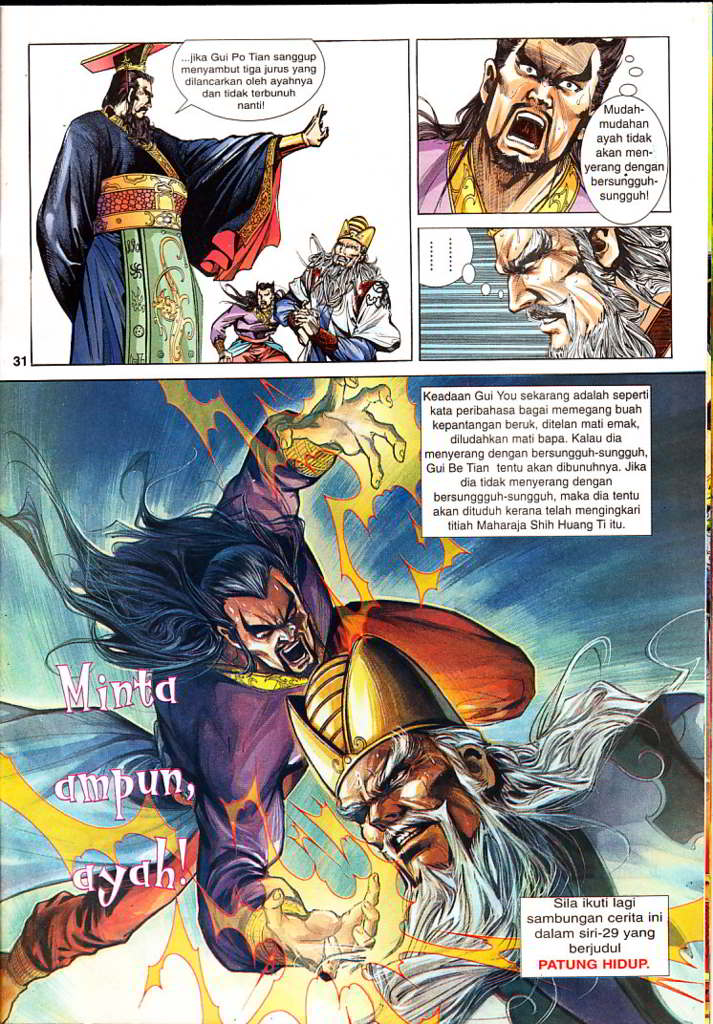 ...jika Gui Po Tian sanggup
menyambut tiga jurus yang
dilancarkan oleh ayahnya
dan tidak terbunuh
nanti!
Mudah-
mudahan
ayah tidak
akan men-
yerang dengan
bersungguh-
sungguh!
.......
31
Keadaan Gui You sekarang adalah seperti
kata peribahasa bagai memegang buah
kepantangan beruk, ditelan mati emak,
diludahkan mati bapa. Kalau dia
menyerang dengan bersungguh-sungguh,
Gui Be Tian tentu akan dibunuhnya. Jika
dia tidak menyerang dengan
bersunggguh-sungguh, maka dia tentu
akan dituduh kerana telah mengingkari
titiah Maharaja Shih Huang Ti itu.
Minta
ampun,
ayah!
Sila ikuti lagi
sambungan cerita ini
dalam siri-29 yang
berjudul
PATUNG HIDUP.